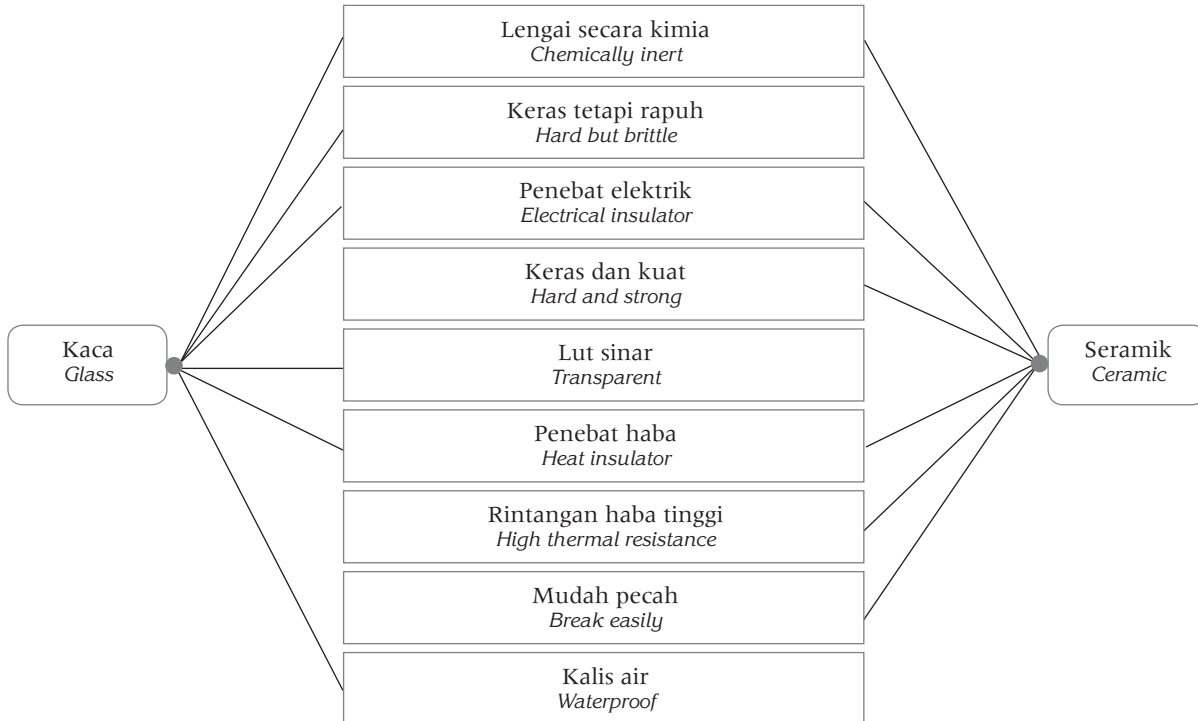 Lengai secara kimia
Chemically inert
Keras tetapi rapuh
Hard but brittle
Penebat elektrik
Electrical insulator
Keras dan kuat
Hard and strong
Kaca
Glass
Lut sinar
Transparent
Seramik
Ceramic
Penebat haba
Heat insulator
Rintangan haba tinggi
High thermal resistance
Mudah pecah
Break easily
Kalis air
Waterproof